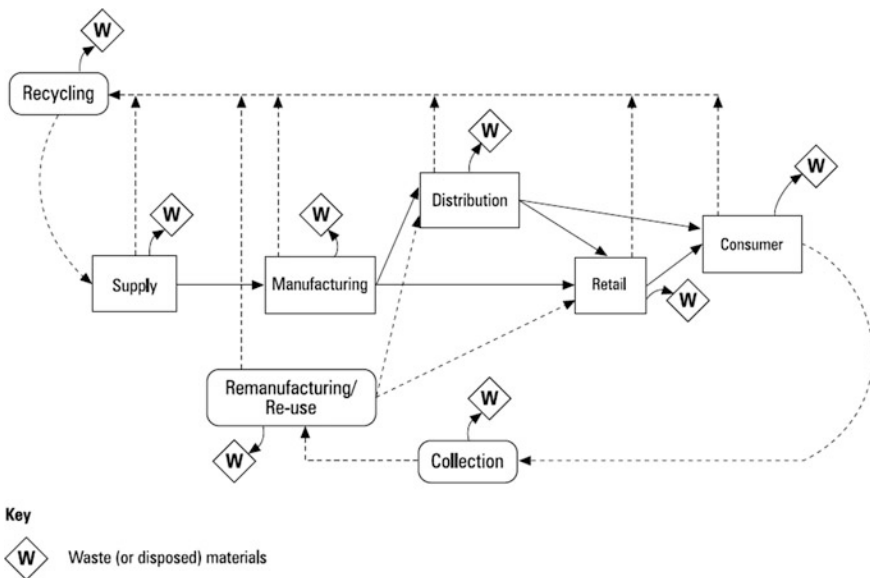 W
Recycling
W
Distribution
W
W
W
Consumer
Supply
Manufacturing
Retail
W
Remanufacturing/
Re-use
W
W
Collection
Key
W Waste (or disposed) materials